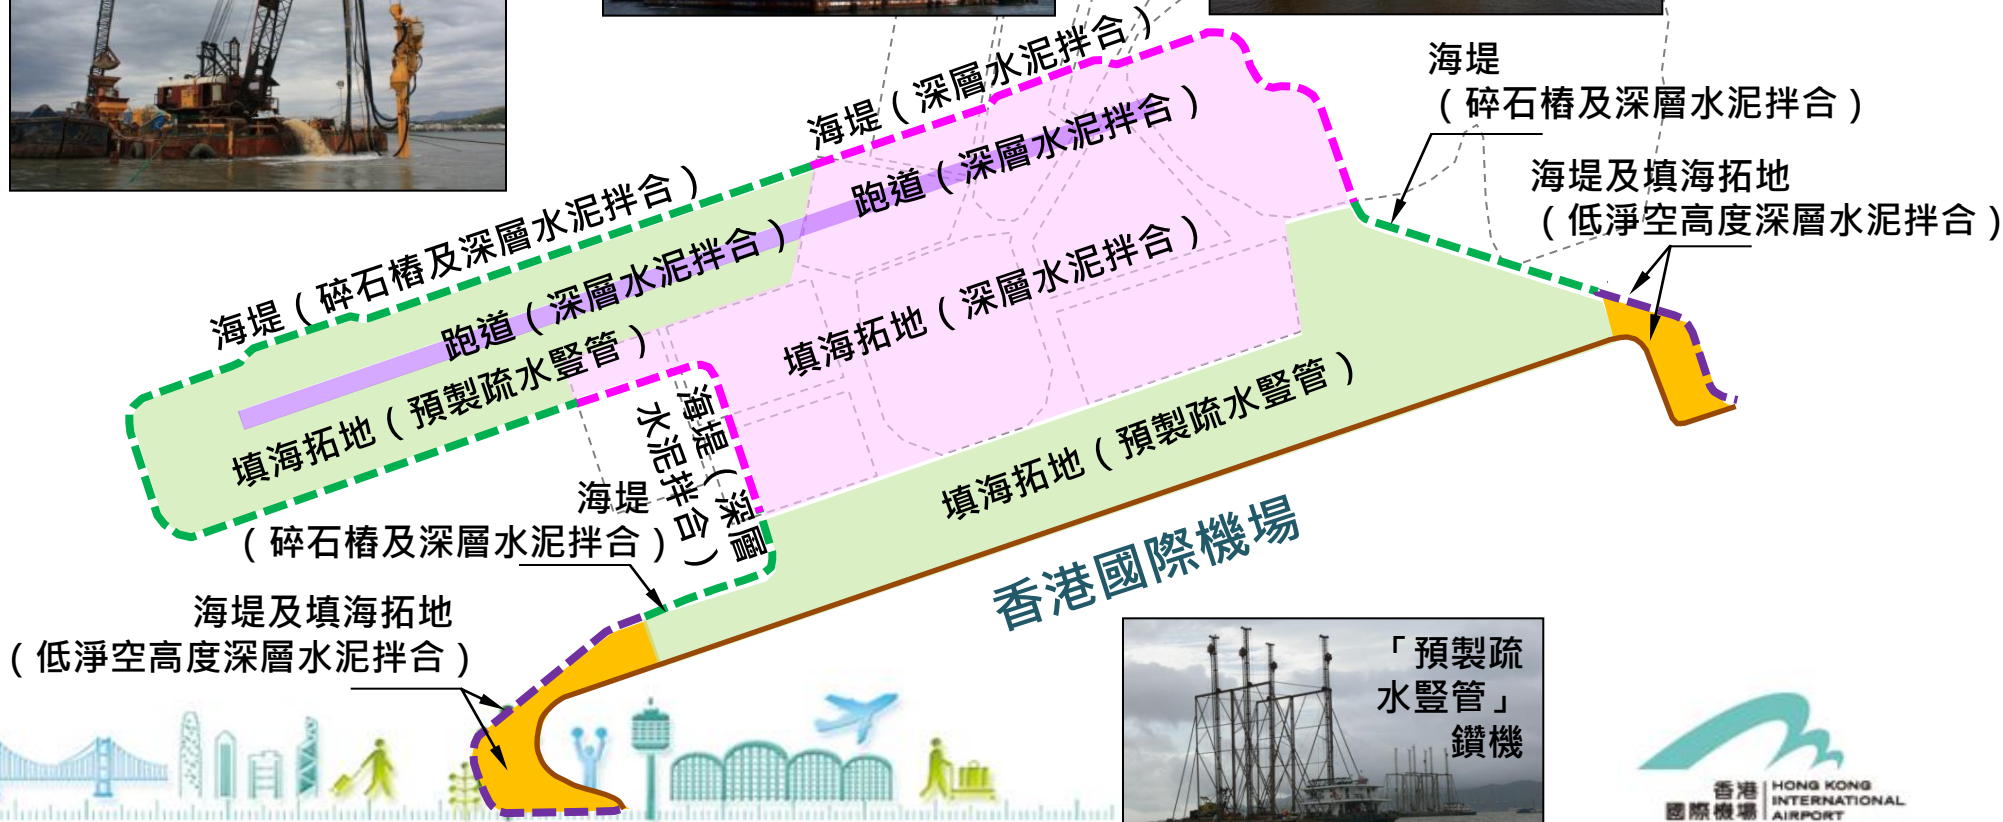 海堤（深層水泥拌合）
海堤
（碎石樁及深層水泥拌合）
跑道（深層水泥拌合）
海堤及填海拓地
（低淨空高度深層水泥拌合）
海堤（碎石樁及深層水泥拌合）
跑道（深層水泥拌合）
填海拓地（深層水泥拌合）
填海拓地（預製疏水豎管）
海堤（深層
水泥拌合）
填海拓地（預製疏水豎管）
海堤
（碎石樁及深層水泥拌合）
香港國際機場
海堤及填海拓地
（低淨空高度深層水泥拌合）
「預製疏
水豎管」
鑽機
香港
國際機場
HONG KONG
INTERNATIONAL
AIRPORT